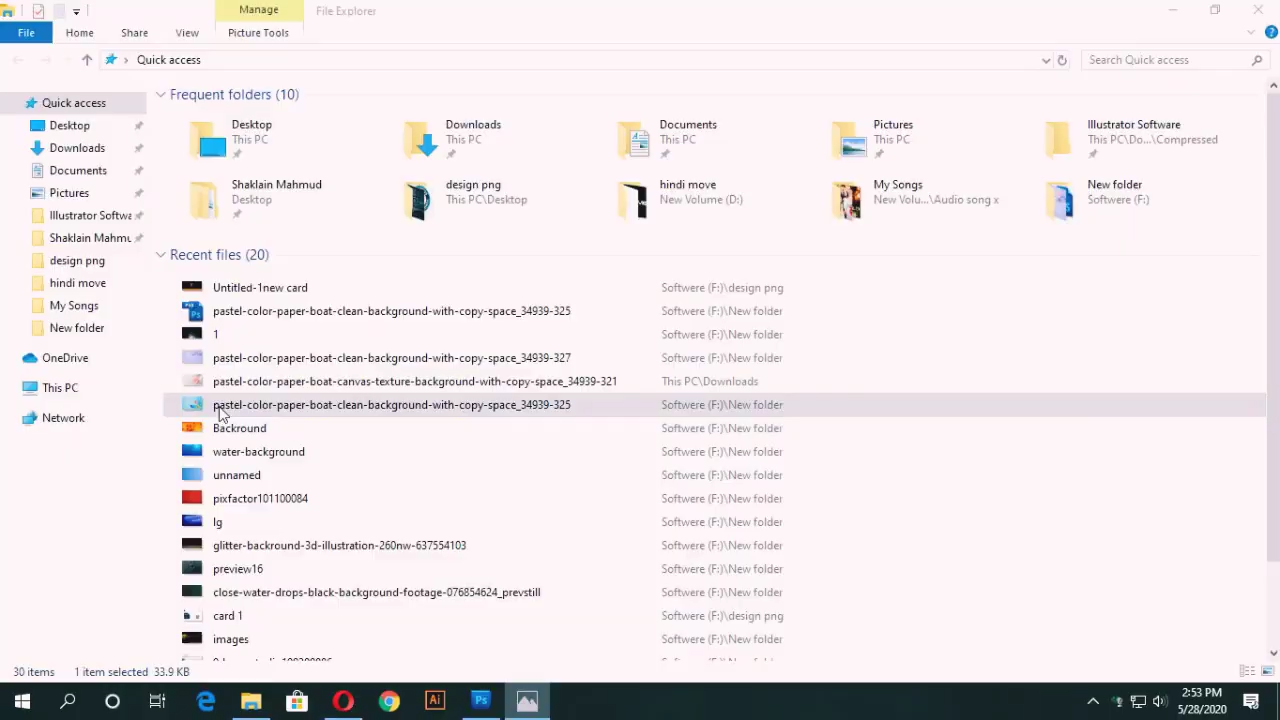 Manage
File Explorer
File
Home
Share
View
Picture Tools
Quick access
Search Quick access
Quick access
Desktop
Downloads
Documents
Pictures
Illustrator Softwa
Shaklain Mahmu
design png
hindi move
My Songs
New folder
OneDrive
This PC
Network
Frequent folders (10)
Desktop
This PC
Downloads
This PC
Documents
This PC
Pictures
This PC
Illustrator Software
This PC\Do...\Compressed
Shaklain Mahmud
Desktop
design png
This PC\Desktop
hindi move
New Volume (D:)
My Songs
New Volu...\Audio song x
New folder
Softwere (F:)
Recent files (20)
Untitled-1new card Softwere (F:)\design png
pastel-color-paper-boat-clean-background-with-copy-space_34939-325 Softwere (F:)\New folder
1 Softwere (F:)\New folder
pastel-color-paper-boat-clean-background-with-copy-space_34939-327 Softwere (F:)\New folder
pastel-color-paper-boat-canvas-texture-background-with-copy-space_34939-321 This PC\Downloads
pastel-color-paper-boat-clean-background-with-copy-space_34939-325 Softwere (F:)\New folder
Backround Softwere (F:)\New folder
water-background Softwere (F:)\New folder
unnamed Softwere (F:)\New folder
pixfactor101100084 Softwere (F:)\New folder
lg Softwere (F:)\New folder
glitter-backround-3d-illustration-260nw-637554103 Softwere (F:)\New folder
preview16 Softwere (F:)\New folder
close-water-drops-black-background-footage-076854624_prevstill Softwere (F:)\New folder
card 1 Softwere (F:)\design png
images Softwere (F:)\New folder
30 items 1 item selected 33.9 KB
Ai
Ps
2:53 PM
5/28/2020